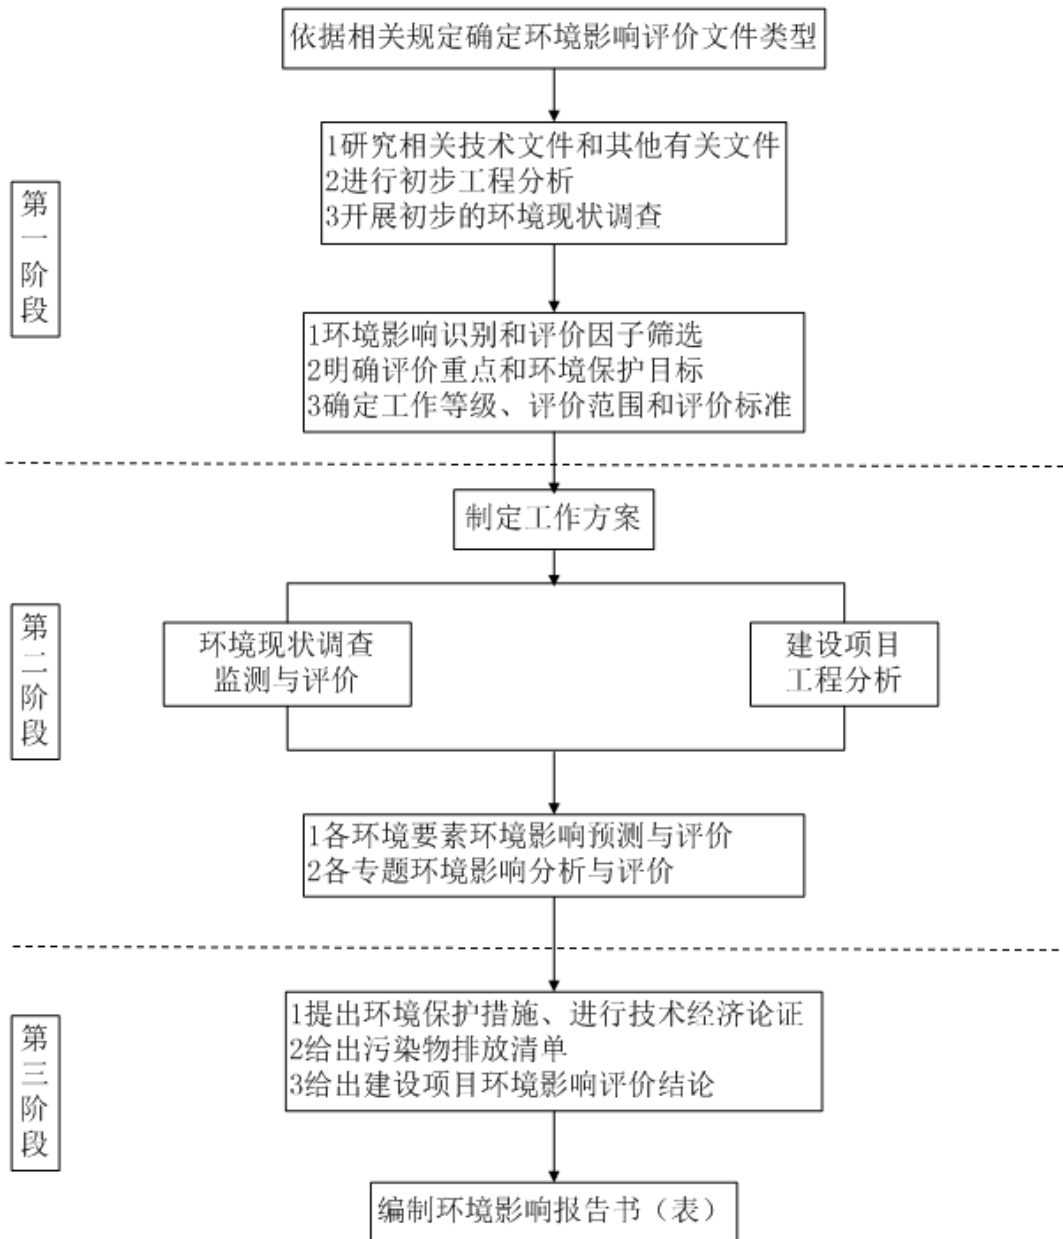 依据相关规定确定环境影响评价文件类型
第一阶段
1研究相关技术文件和其他有关文件
2进行初步工程分析
3开展初步的环境现状调查
1环境影响识别和评价因子筛选
2明确评价重点和环境保护目标
3确定工作等级、评价范围和评价标准
制定工作方案
第二阶段
环境现状调查
监测与评价
建设项目
工程分析
1各环境要素环境影响预测与评价
2各专题环境影响分析与评价
第三阶段
1提出环境保护措施、进行技术经济论证
2给出污染物排放清单
3给出建设项目环境影响评价结论
编制环境影响报告书（表）